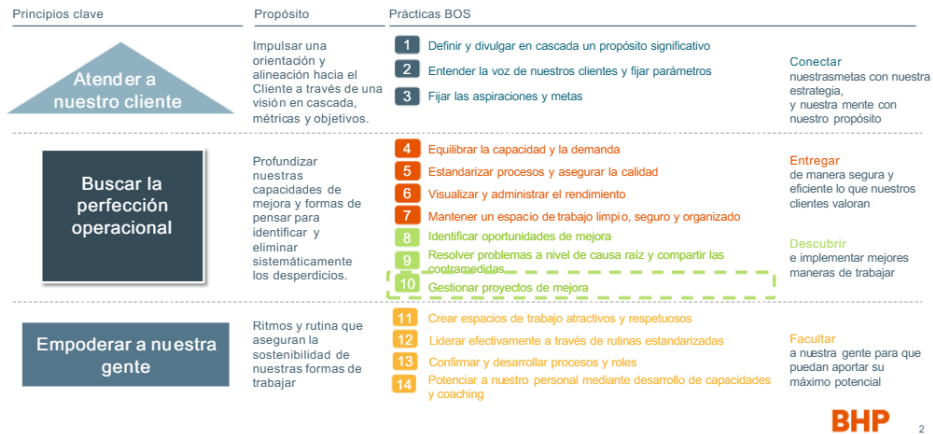 Principios clave
Propósito
Prácticas BOS
Atender a
nuestro cliente
Impulsar una
orientación y
alineación hacia el
Cliente a través de una
visión en cascada,
métricas y objetivos.
1 Definir y divulgar en cascada un propósito significativo
2 Entender la voz de nuestros clientes y fijar parámetros
3 Fijar las aspiraciones y metas
Conectar
nuestrasmetas con nuestra
estrategia,
y nuestra mente con
nuestro propósito
Buscar la
perfección
operacional
Profundizar
nuestras
capacidades de
mejora y formas de
pensar para
identificar y
eliminar
sistemáticamente
los desperdicios.
4 Equilibrar la capacidad y la demanda
5 Estandarizar procesos y asegurar la calidad
6 Visualizar y administrar el rendimiento
7 Mantener un espacio de trabajo limpio, seguro y organizado
8 Identificar oportunidades de mejora
9 Resolver problemas a nivel de causa raíz y compartir las
contramedidas
10 Gestionar proyectos de mejora
Entregar
de manera segura y
eficiente lo que nuestros
clientes valoran
Descubrir
e implementar mejores
maneras de trabajar
Empoderar a nuestra
gente
Ritmos y rutina que
aseguran la
sostenibilidad de
nuestras formas de
trabajar
11 Crear espacios de trabajo atractivos y respetuosos
12 Liderar efectivamente a través de rutinas estandarizadas
13 Confirmar y desarrollar procesos y roles
14 Potenciar a nuestro personal mediante desarrollo de capacidades
y coaching
Facultar
a nuestra gente para que
puedan aportar su
máximo potencial
BHP
2